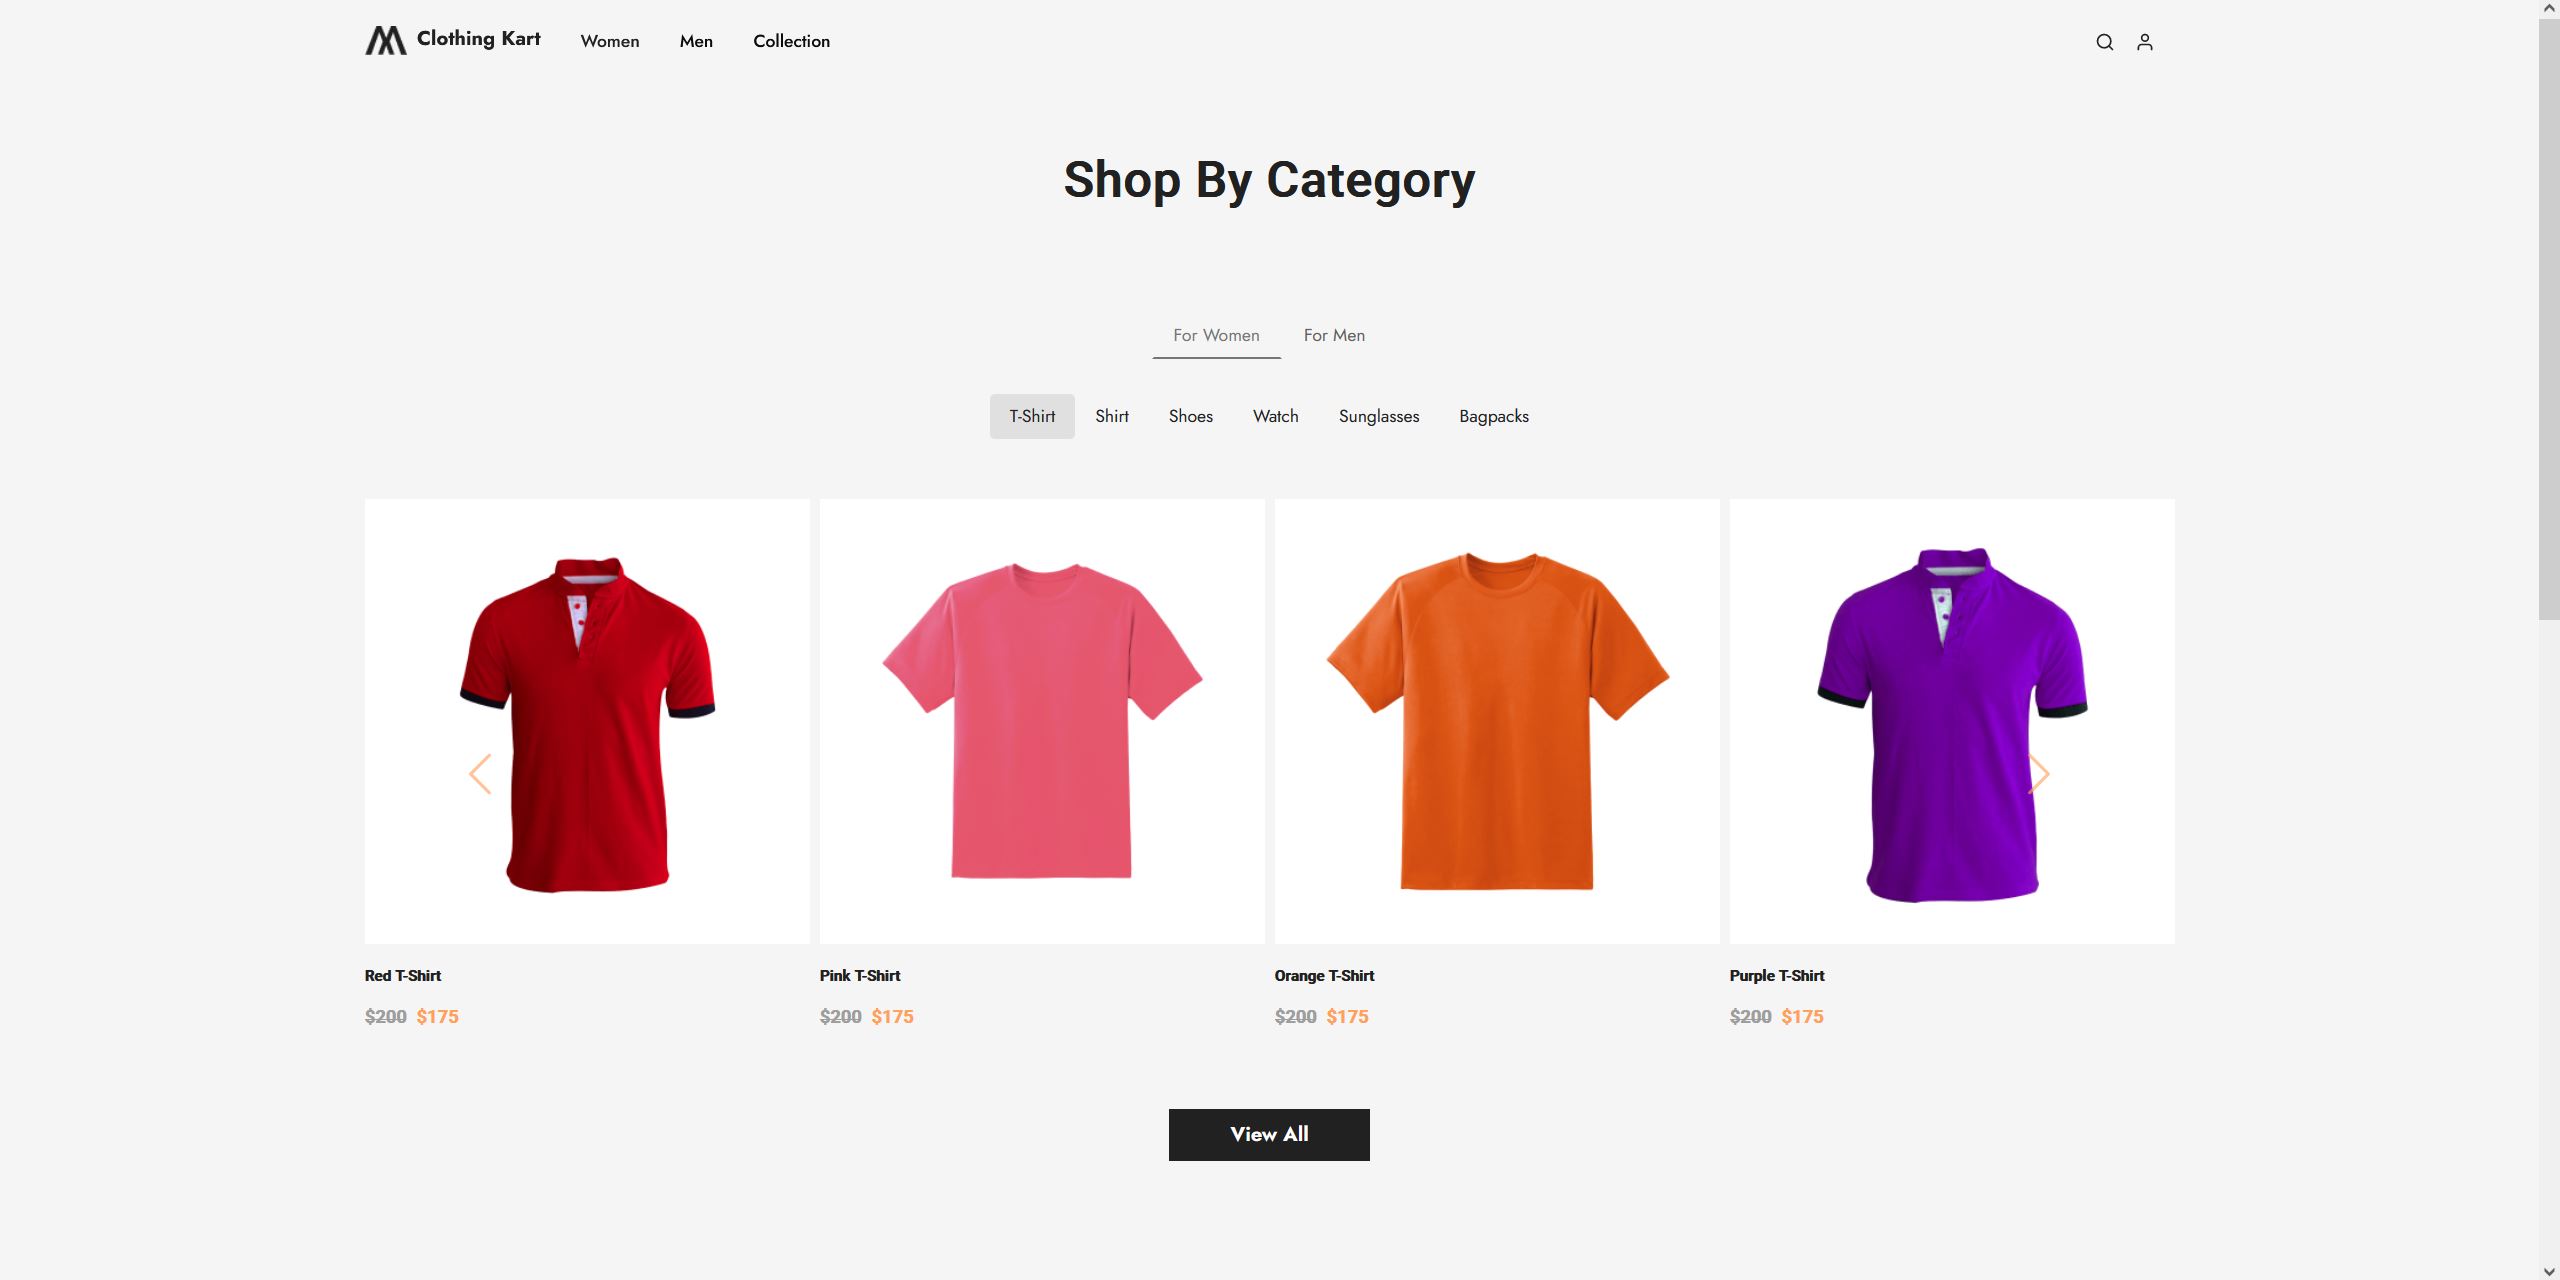 Clothing Kart Women Men Collection
Shop By Category
For Women For Men
T-Shirt Shirt Shoes Watch Sunglasses Bagpacks
Red T-Shirt Pink T-Shirt Orange T-Shirt Purple T-Shirt
$200 $175 $200 $175 $200 $175 $200 $175
View All